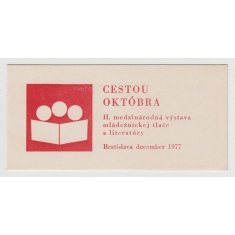 CESTOU
OKTÓBRA
II. medzinárodná výstava
mládežníckej tlače
a literatúry
Bratislava december 1977